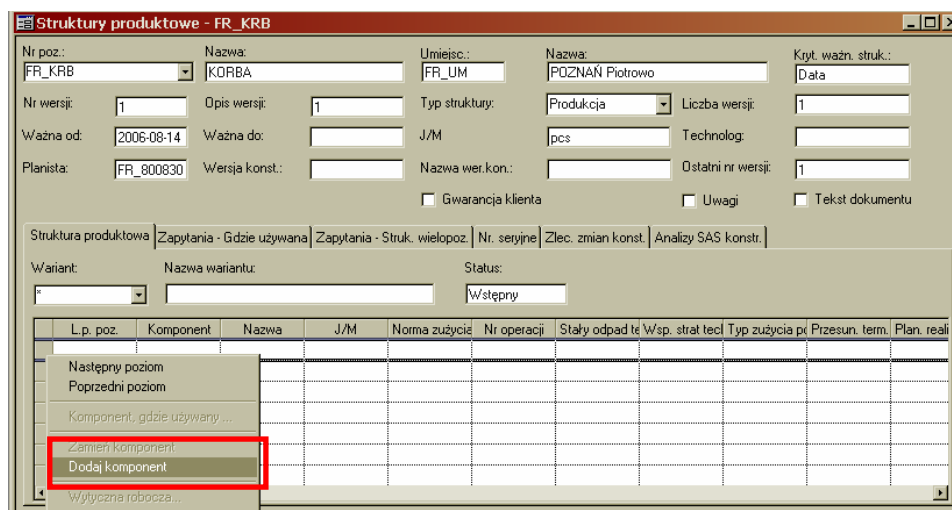 Struktury produktowe - FR_KRB
Nr poz.: Nazwa: Umiejsc.: Nazwa: Kryt. ważn. struk.:
FR_KRB KORBA FR_UM POZNAŃ Piotrowo Data
Nr wersji: 1 Opis wersji: 1 Typ struktury: Produkcja Liczba wersji: 1
Ważna od: 2006-08-14 Ważna do: J/M pcs Technolog:
Planista: FR_800830 Wersja konst.: Nazwa wer.kon.: Ostatni nr wersji: 1
Gwarancja klienta Uwagi Tekst dokumentu
Struktura produktowa Zapytania - Gdzie używana Zapytania - Struk. wielopoz. Nr. seryjne Zlec. zmian konst. Analizy SAS konstr.
Wariant: Nazwa wariantu: Status:
* Wstępny
L.p. poz. Komponent Nazwa J/M Norma zużycia Nr operacji Stały odpad te Wsp. strat tecl Typ zużycia po Przesun. term. Plan. reali
Następny poziom
Poprzedni poziom
Komponent, gdzie używany ...
Zamień komponent
Dodaj komponent
Wytyczna robocza...